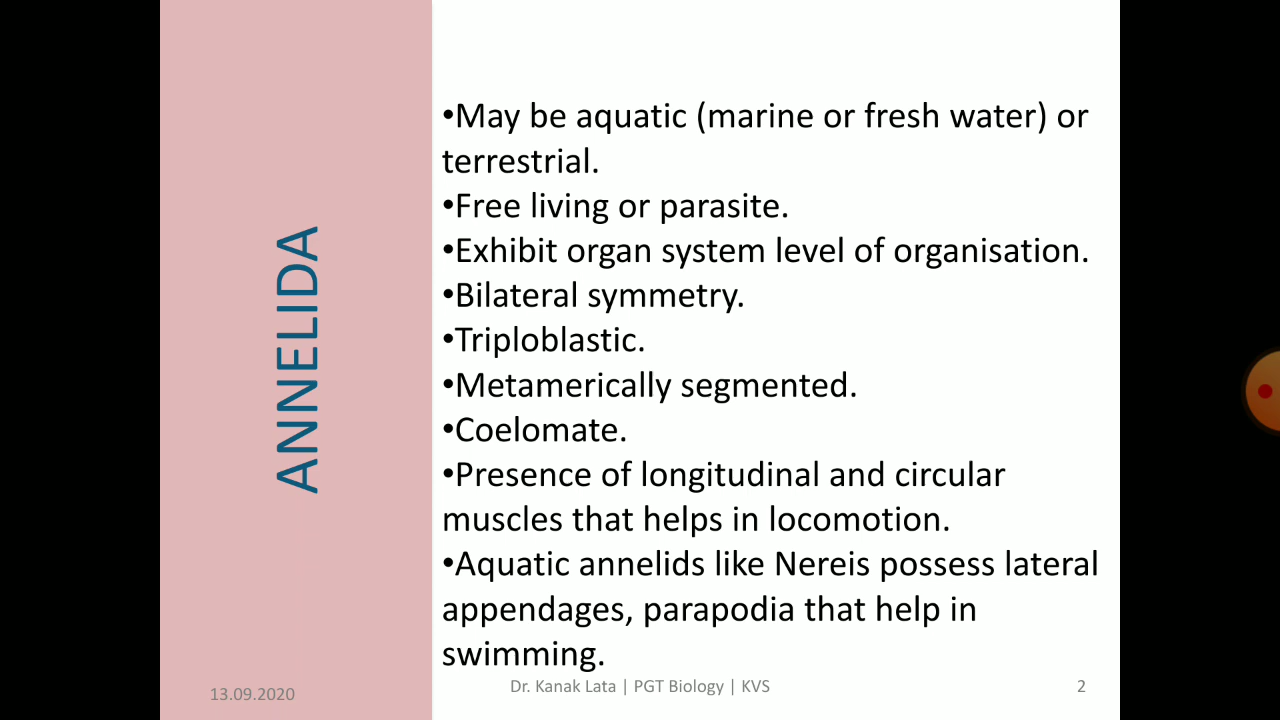 ANNELIDA
•May be aquatic (marine or fresh water) or
terrestrial.
•Free living or parasite.
•Exhibit organ system level of organisation.
•Bilateral symmetry.
•Triploblastic.
•Metamerically segmented.
•Coelomate.
•Presence of longitudinal and circular
muscles that helps in locomotion.
•Aquatic annelids like Nereis possess lateral
appendages, parapodia that help in
swimming.
13.09.2020
Dr. Kanak Lata | PGT Biology | KVS
2